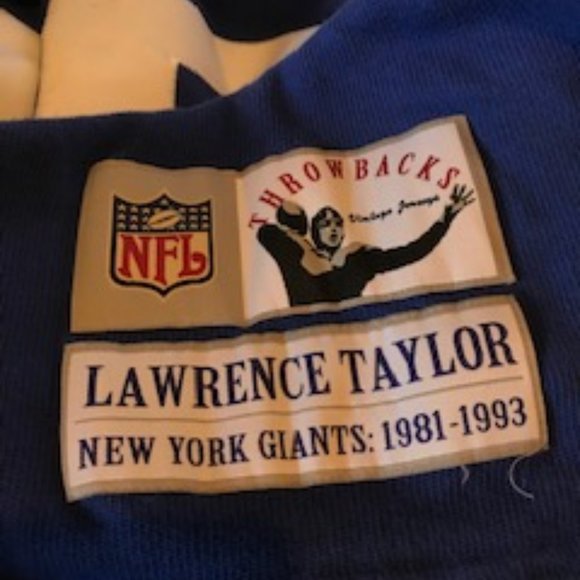 THROWBACKS
Vintage Jerseys
NFL
LAWRENCE TAYLOR
NEW YORK GIANTS: 1981-1993